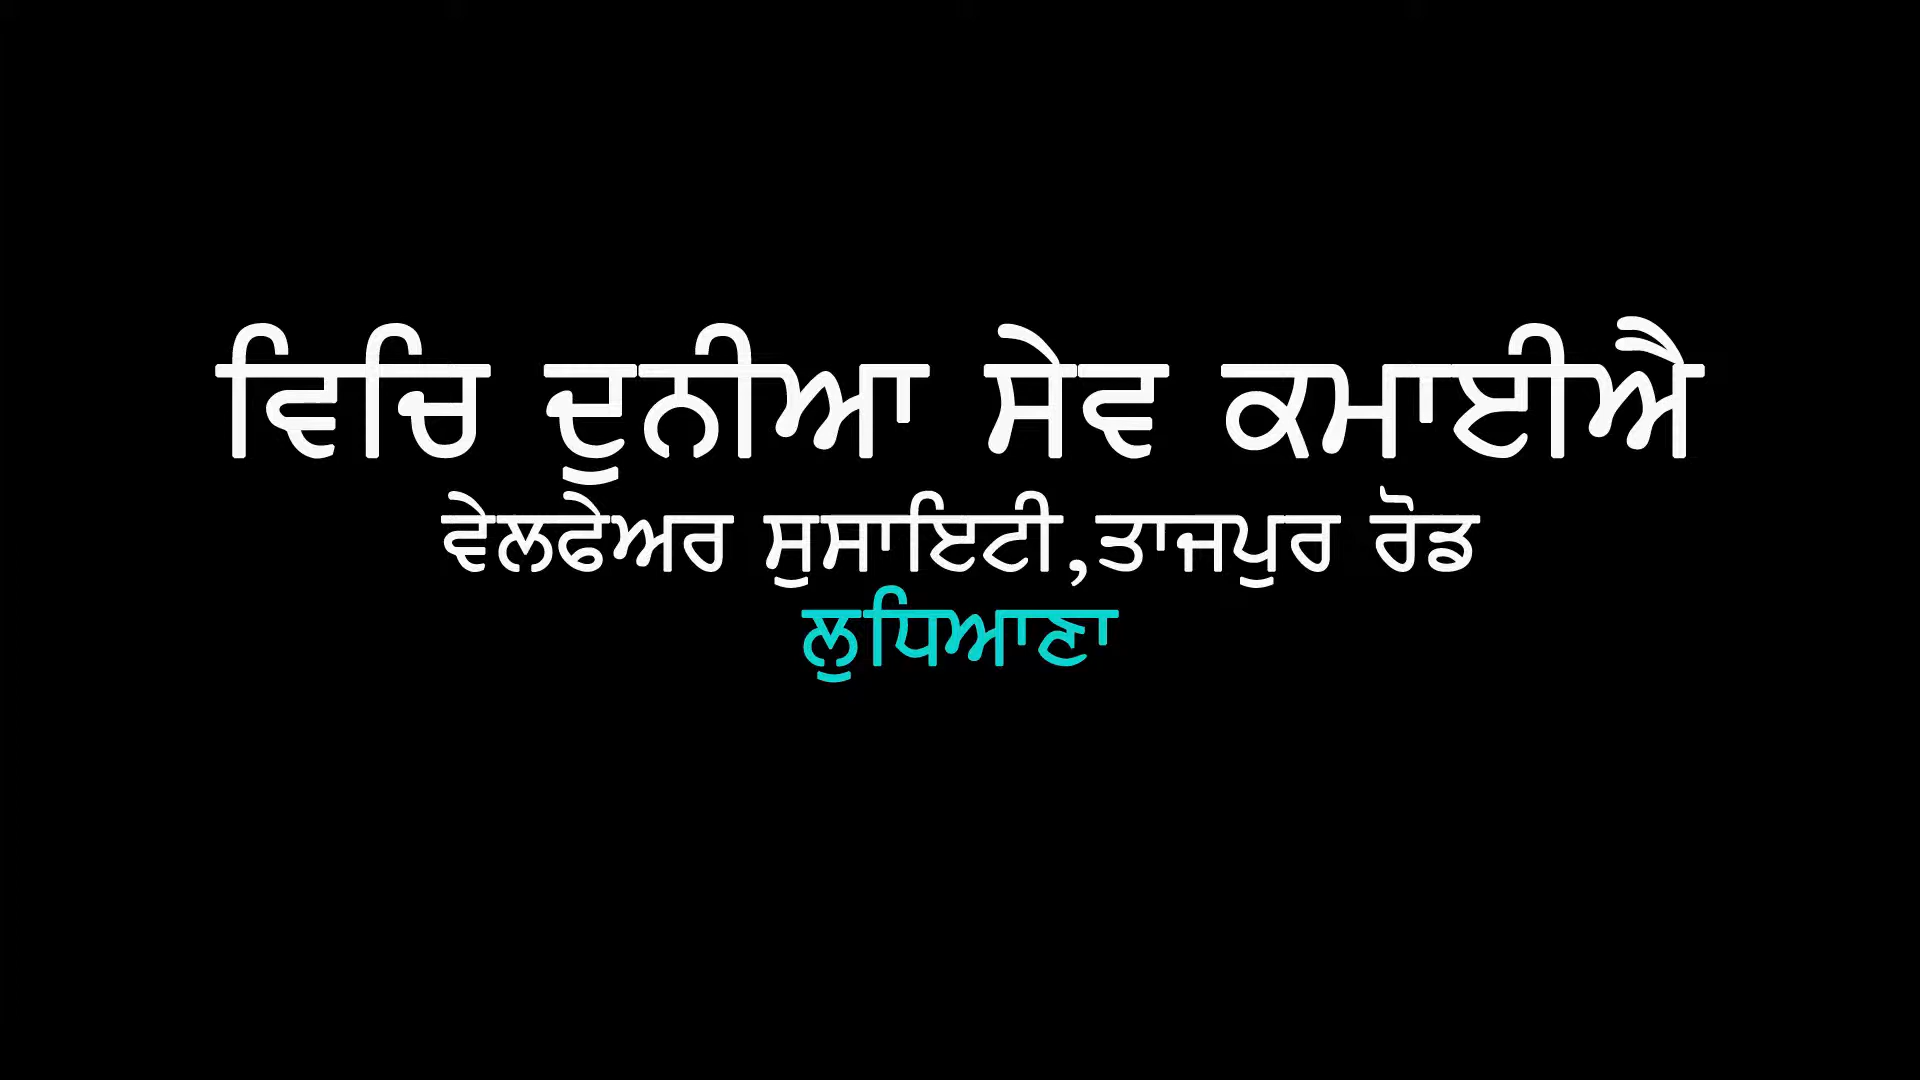 ਵਿਚਿ ਦੁਨੀਆ ਸੇਵ ਕਮਾਈਐ
ਵੇਲਫੇਅਰ ਸੁਸਾਇਟੀ,ਤਾਜਪੁਰ ਰੋਡ
ਲੁਧਿਆਣਾ